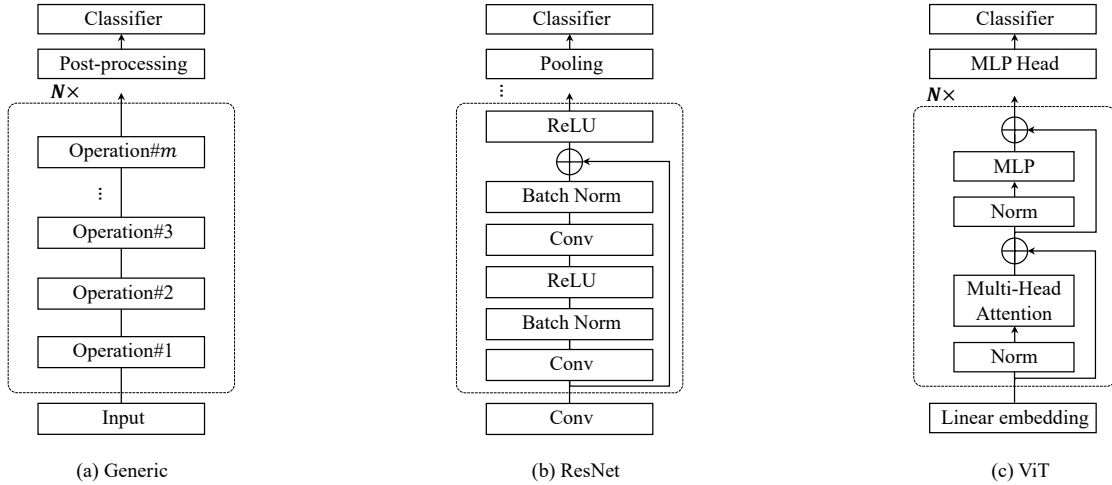 Classifier
Post-processing
N×
Operation#m
...
Operation#3
Operation#2
Operation#1
Input
(a) Generic
Classifier
Pooling
...
ReLU
Batch Norm
Conv
ReLU
Batch Norm
Conv
Conv
(b) ResNet
Classifier
MLP Head
N×
MLP
Norm
Multi-Head
Attention
Norm
Linear embedding
(c) ViT